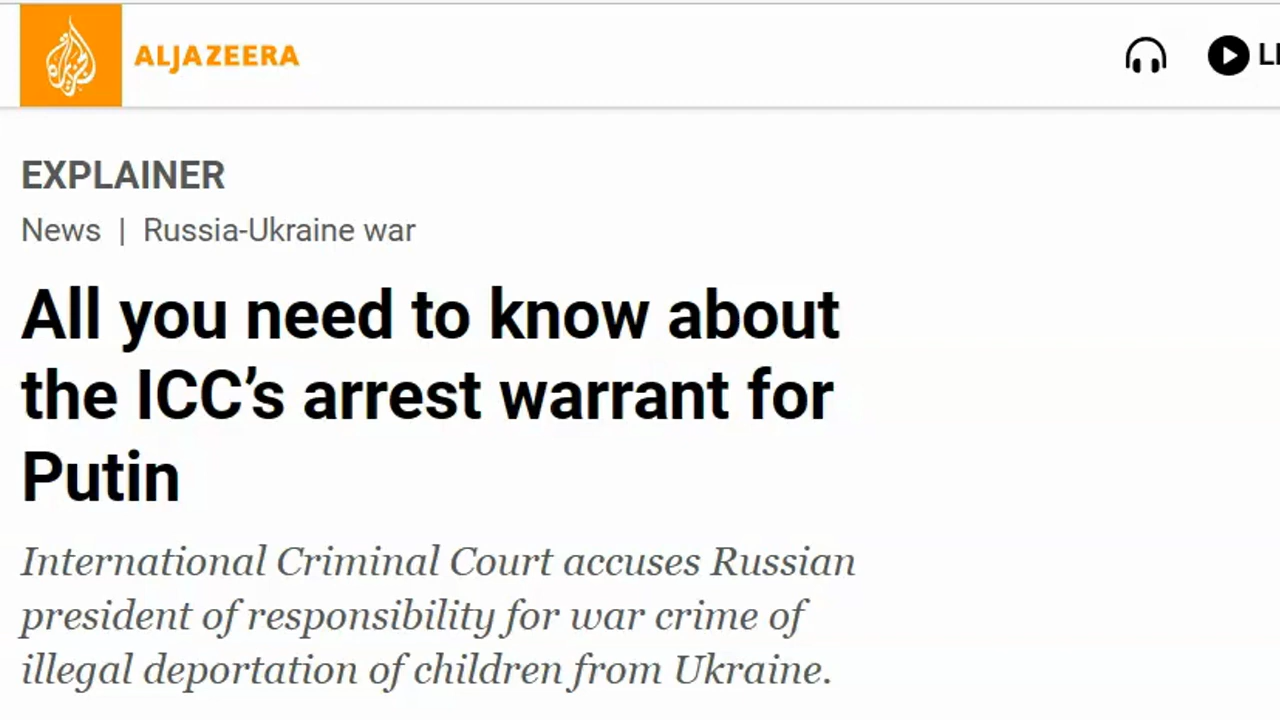 ALJAZEERA
EXPLAINER
News | Russia-Ukraine war
All you need to know about
the ICC’s arrest warrant for
Putin
International Criminal Court accuses Russian
president of responsibility for war crime of
illegal deportation of children from Ukraine.